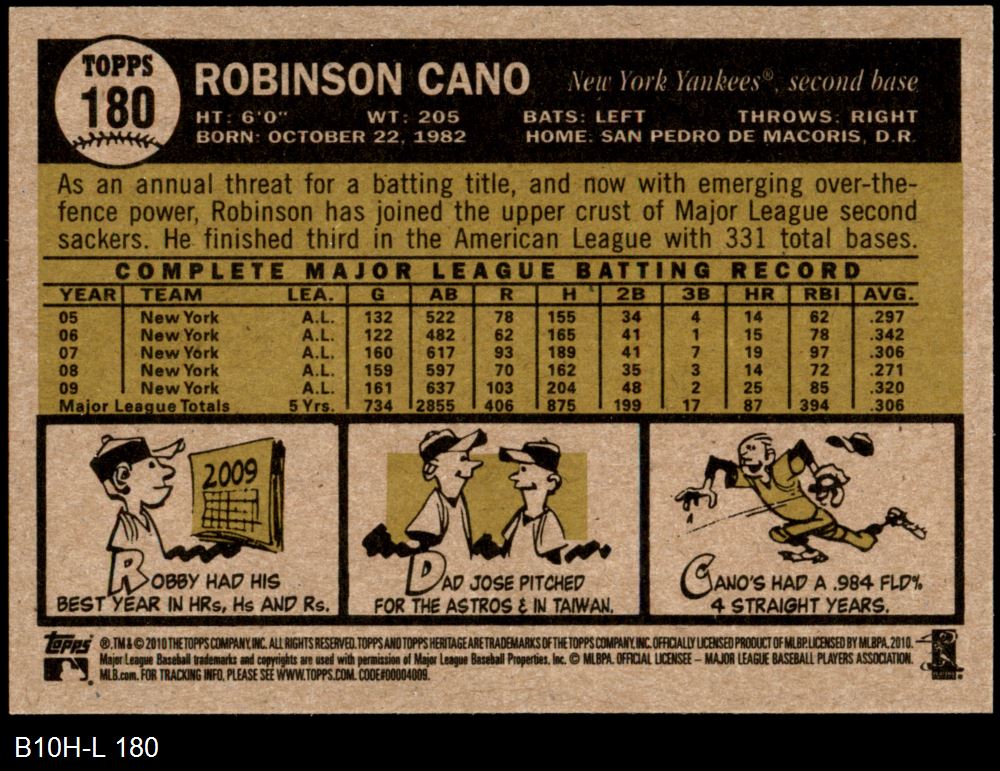 TOPPS
180
ROBINSON CANO New York Yankees®, second base
HT: 6'0" WT: 205 BATS: LEFT THROWS: RIGHT
BORN: OCTOBER 22, 1982 HOME: SAN PEDRO DE MACORIS, D.R.
As an annual threat for a batting title, and now with emerging over-the-
fence power, Robinson has joined the upper crust of Major League second
sackers. He finished third in the American League with 331 total bases.
COMPLETE MAJOR LEAGUE BATTING RECORD
YEAR TEAM LEA. G AB R H 2B 3B HR RBI AVG.
05 New York A.L. 132 522 78 155 34 4 14 62 .297
06 New York A.L. 122 482 62 165 41 1 15 78 .342
07 New York A.L. 160 617 93 189 41 7 19 97 .306
08 New York A.L. 159 597 70 162 35 3 14 72 .271
09 New York A.L. 161 637 103 204 48 2 25 85 .320
Major League Totals 5 Yrs. 734 2855 406 875 199 17 87 394 .306
2009
ROBBY HAD HIS
BEST YEAR IN HRs, Hs AND Rs.
DAD JOSE PITCHED
FOR THE ASTROS & IN TAIWAN.
CANO'S HAD A .984 FLD%
4 STRAIGHT YEARS.
topps ®, TM & © 2010 THE TOPPS COMPANY, INC. ALL RIGHTS RESERVED. TOPPS AND TOPPS HERITAGE ARE TRADEMARKS OF THE TOPPS COMPANY, INC. OFFICIALLY LICENSED PRODUCT OF MLBP. LICENSED BY MLBPA, 2010.
Major League Baseball trademarks and copyrights are used with permission of Major League Baseball Properties, Inc. © MLBPA. OFFICIAL LICENSEE – MAJOR LEAGUE BASEBALL PLAYERS ASSOCIATION.
MLB.com. FOR TRACKING INFO, PLEASE SEE WWW.TOPPS.COM. CODE#00004009.
B10H-L 180